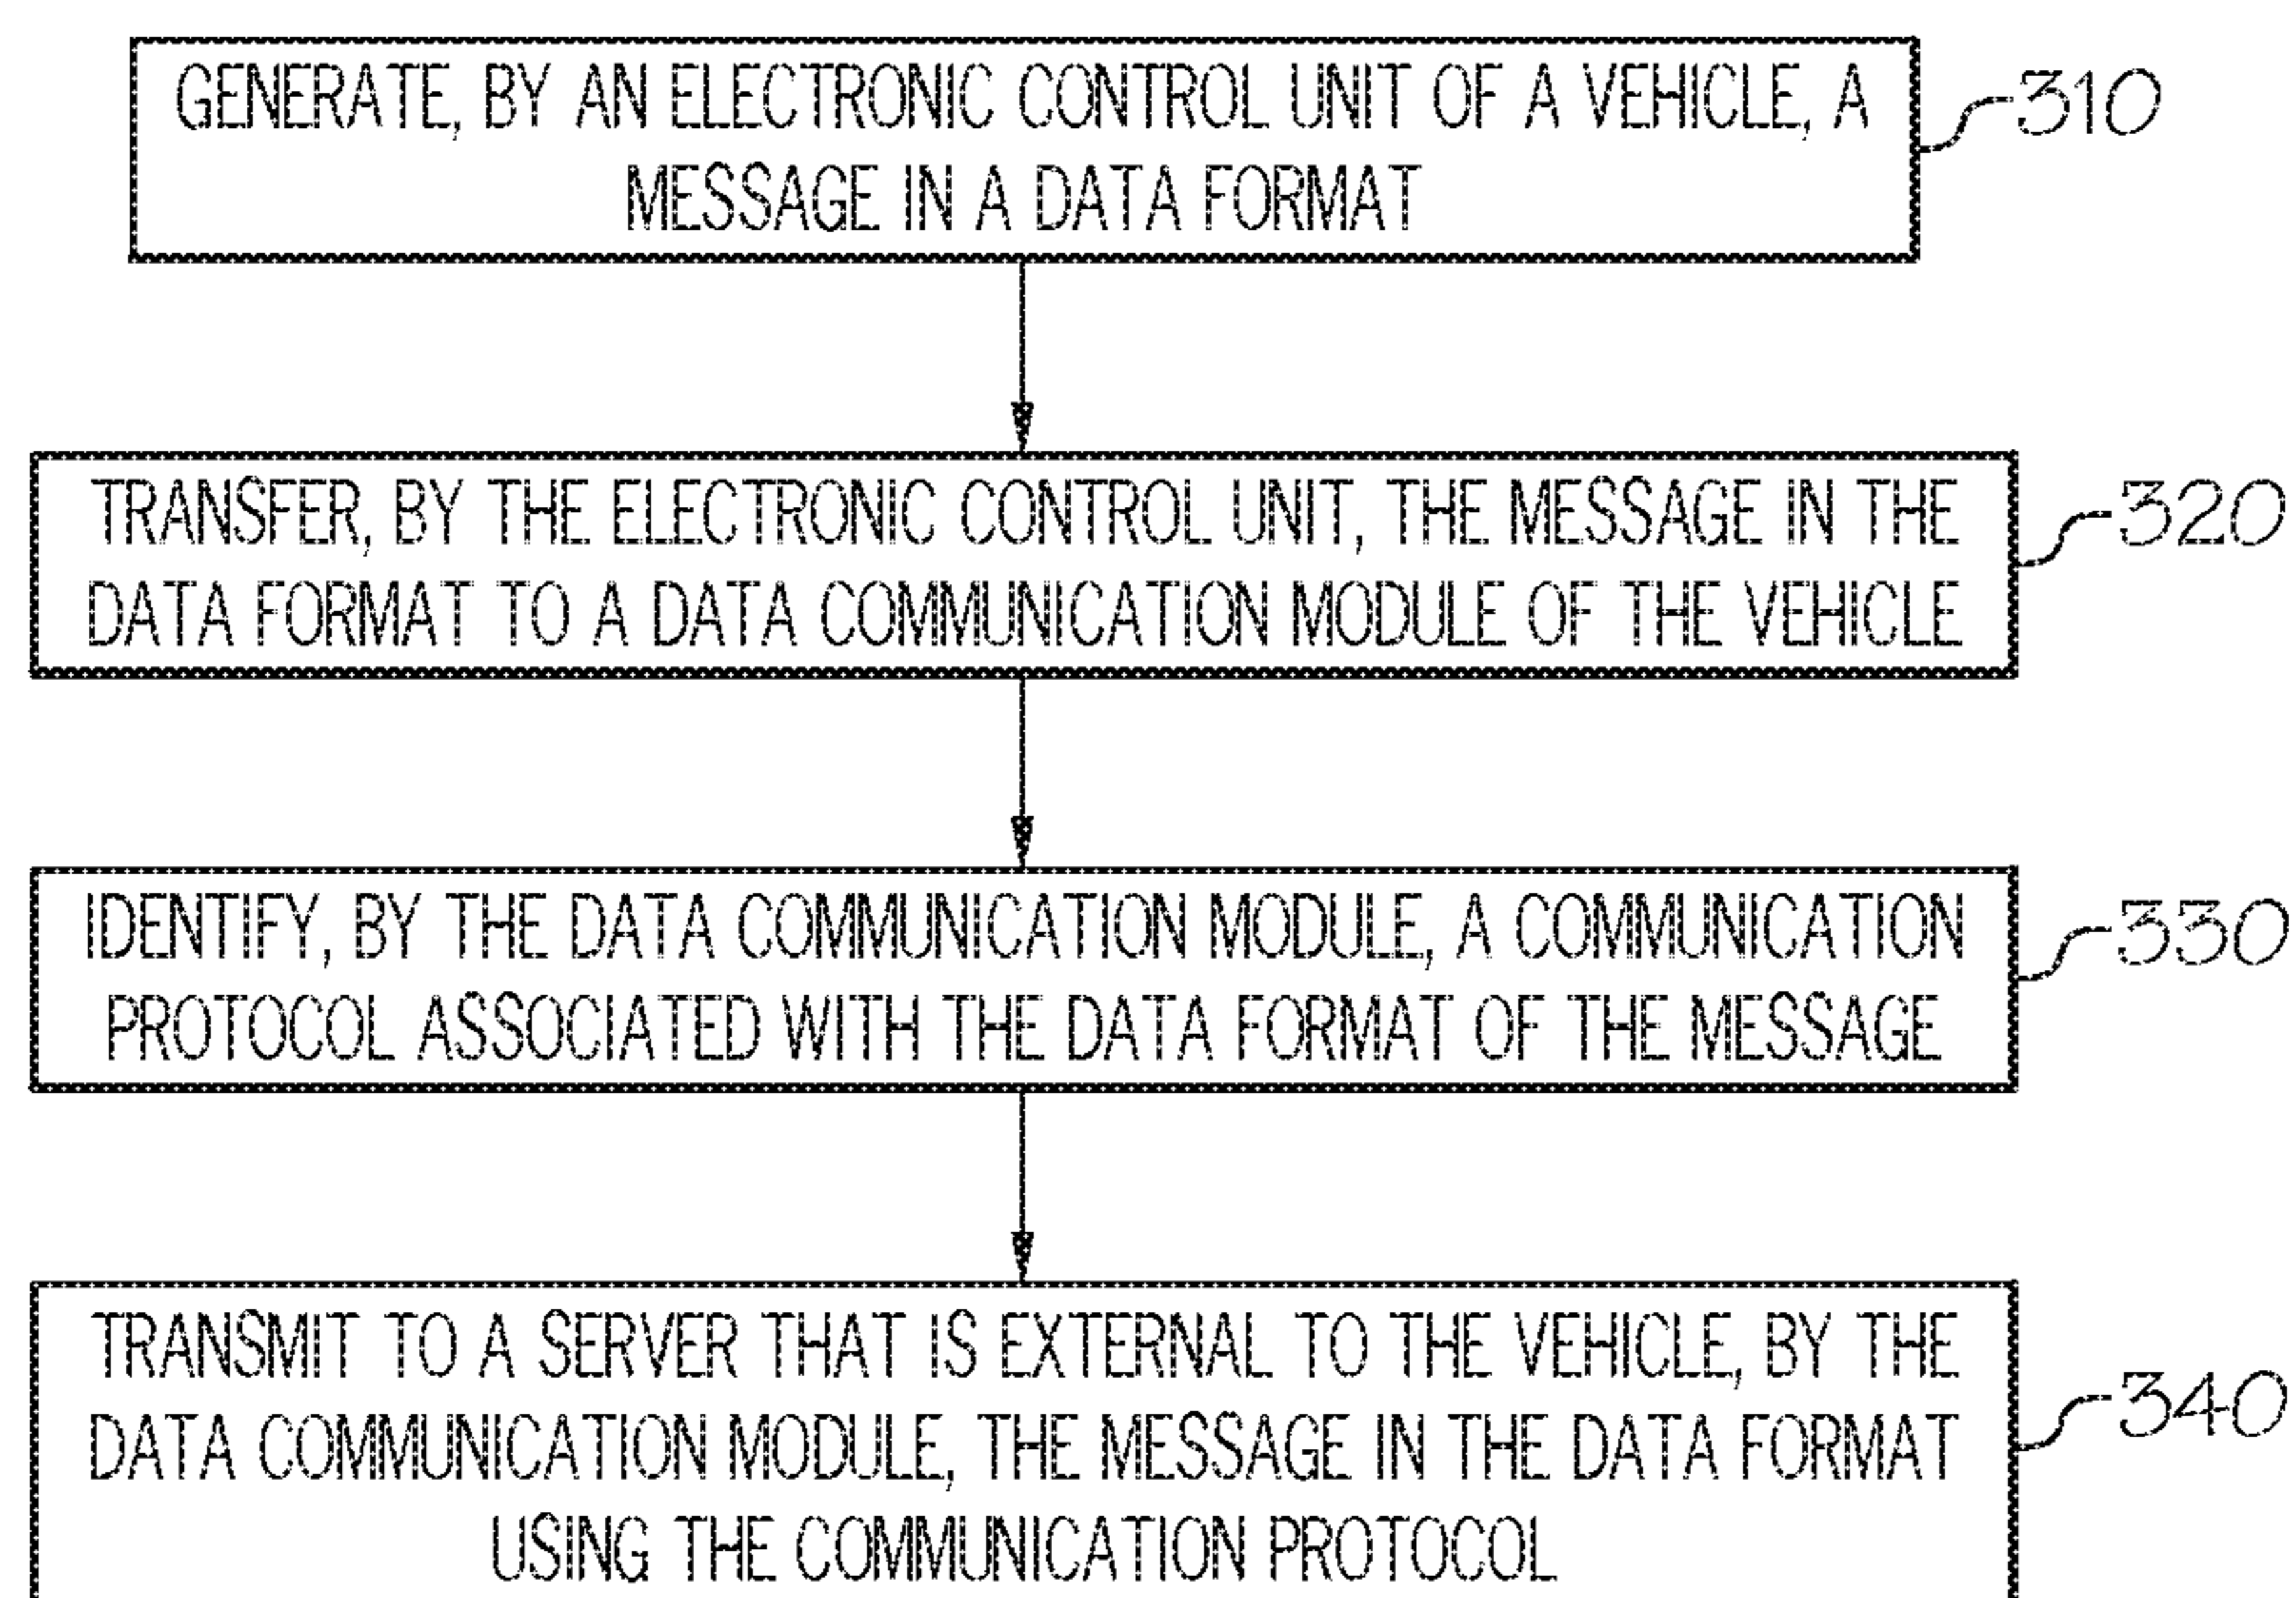 GENERATE, BY AN ELECTRONIC CONTROL UNIT OF A VEHICLE, A
MESSAGE IN A DATA FORMAT
310
TRANSFER, BY THE ELECTRONIC CONTROL UNIT, THE MESSAGE IN THE
DATA FORMAT TO A DATA COMMUNICATION MODULE OF THE VEHICLE
320
IDENTIFY, BY THE DATA COMMUNICATION MODULE, A COMMUNICATION
PROTOCOL ASSOCIATED WITH THE DATA FORMAT OF THE MESSAGE
330
TRANSMIT TO A SERVER THAT IS EXTERNAL TO THE VEHICLE, BY THE
DATA COMMUNICATION MODULE, THE MESSAGE IN THE DATA FORMAT
USING THE COMMUNICATION PROTOCOL
340